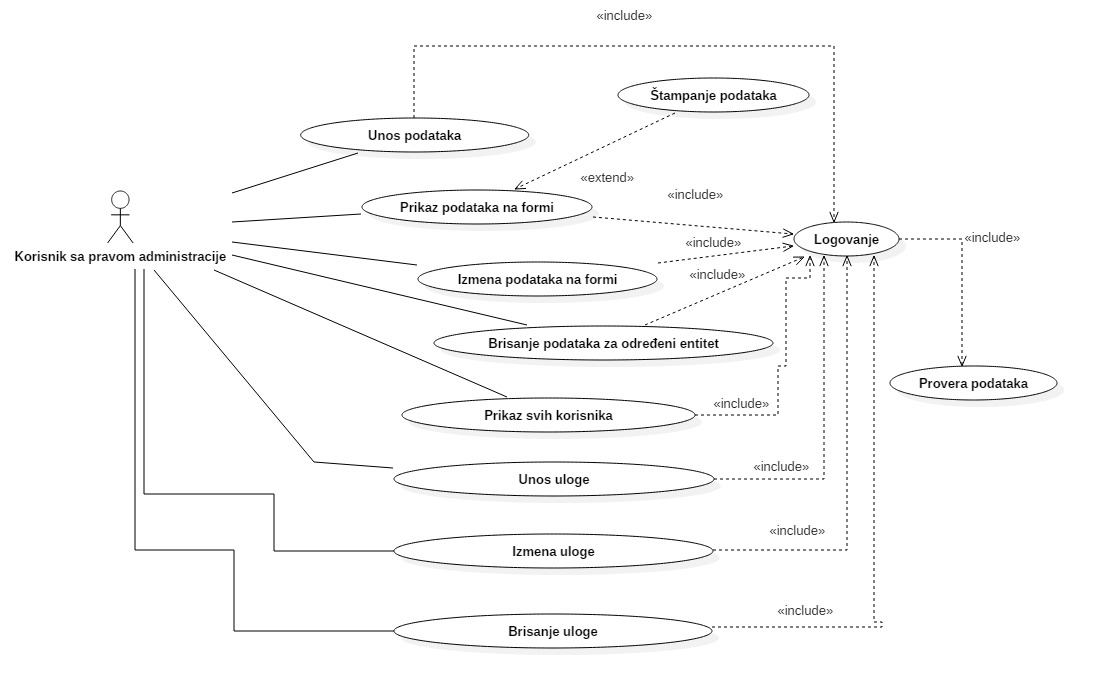 «include»
Štampanje podataka
Unos podataka
«extend»
«include»
Prikaz podataka na formi
Logovanje
«include»
«include»
Korisnik sa pravom administracije
«include»
Izmena podataka na formi
Brisanje podataka za određeni entitet
Provera podataka
«include»
Prikaz svih korisnika
«include»
Unos uloge
«include»
Izmena uloge
«include»
Brisanje uloge